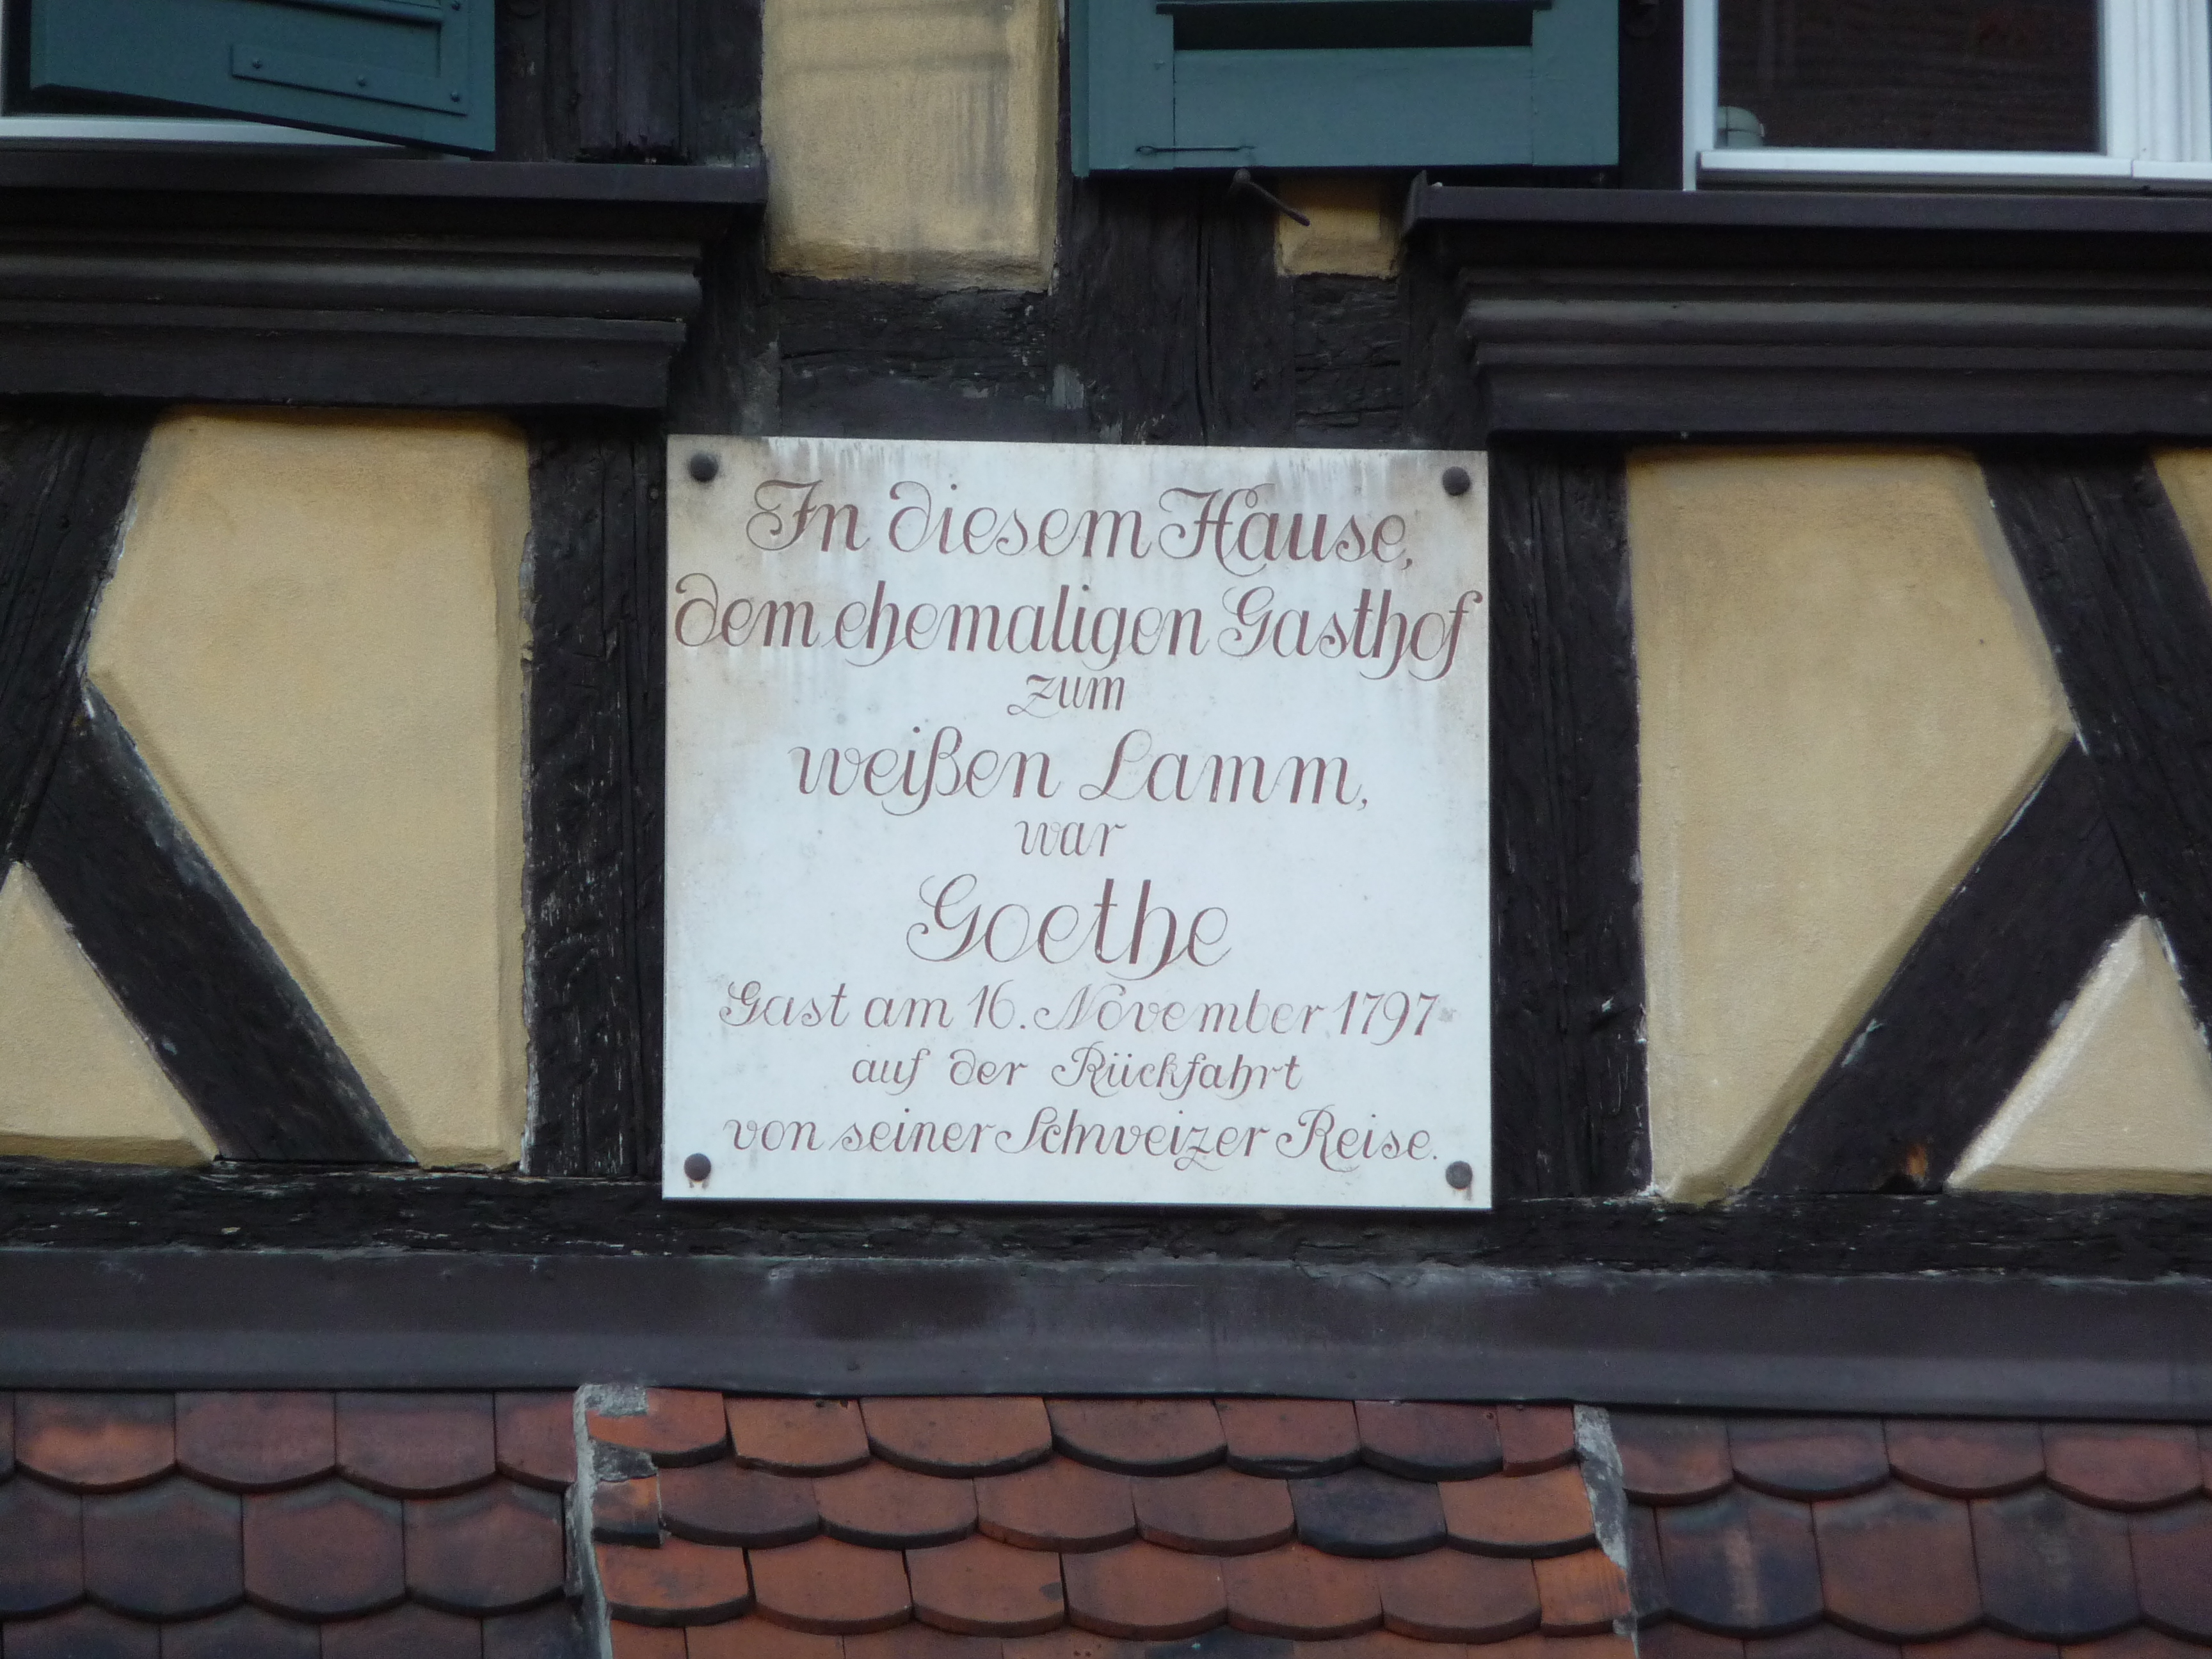 In diesem Hause,
dem ehemaligen Gasthof
zum
weißen Lamm,
war
Goethe
Gast am 16. November 1797
auf der Rückfahrt
von seiner Schweizer Reise.